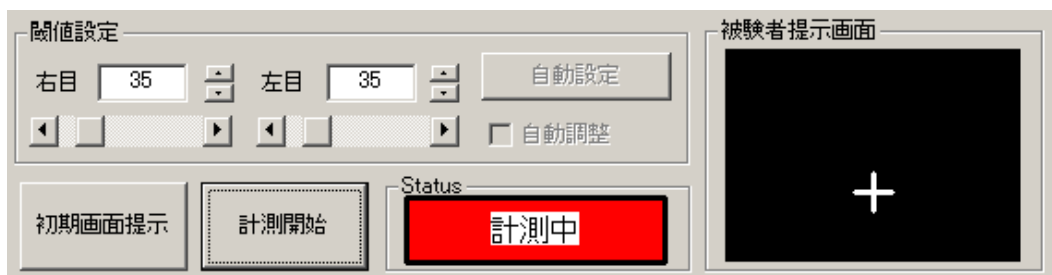 閾値設定
右目 35 左目 35 自動設定
自動調整
初期画面提示 計測開始
Status
計測中
被験者提示画面